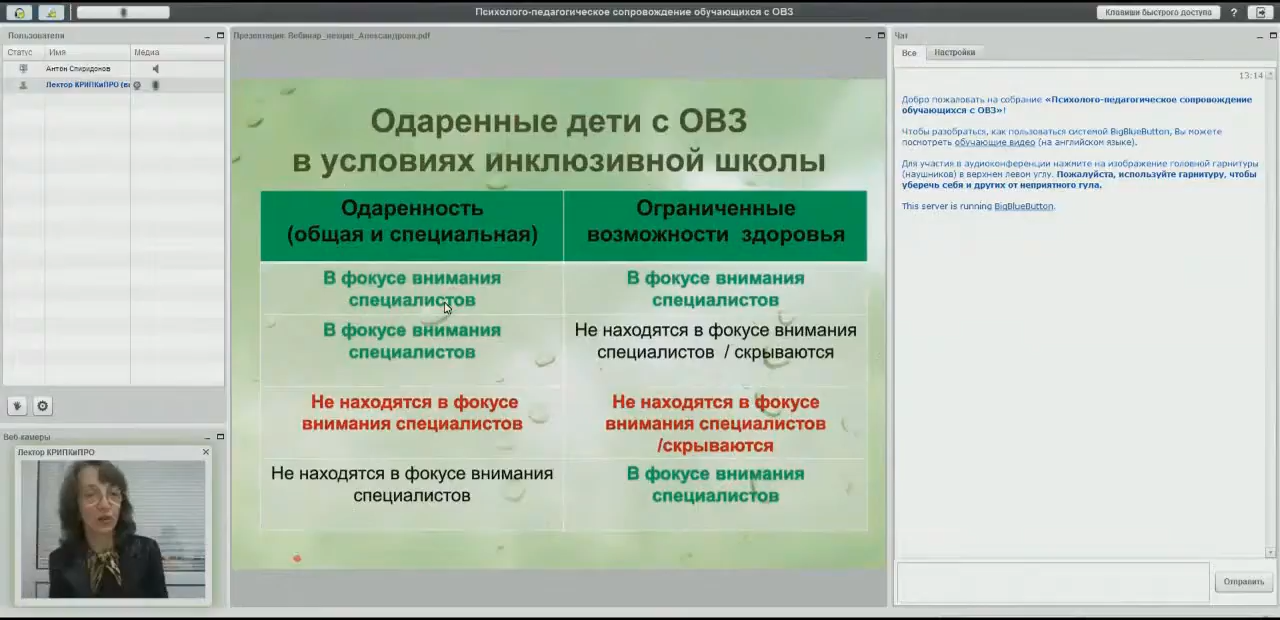 Психолого-педагогическое сопровождение обучающихся с ОВЗ
Клавиши быстрого доступа
?
Пользователи
Статус Имя Медиа
Антон Спиридонов
Лектор КРИПКиПРО (вы
Презентация: Вебинар_лекция_Александрова.pdf
Одаренные дети с ОВЗ
в условиях инклюзивной школы
Одаренность
(общая и специальная)
Ограниченные
возможности здоровья
В фокусе внимания
специалистов
В фокусе внимания
специалистов
В фокусе внимания
специалистов
Не находятся в фокусе внимания
специалистов / скрываются
Не находятся в фокусе
внимания специалистов
Не находятся в фокусе
внимания специалистов
/скрываются
Не находятся в фокусе внимания
специалистов
В фокусе внимания
специалистов
Веб-камеры
Лектор КРИПКиПРО
Чат
Все Настройки
13:14
Добро пожаловать на собрание «Психолого-педагогическое сопровождение
обучающихся с ОВЗ»!
Чтобы разобраться, как пользоваться системой BigBlueButton, Вы можете
посмотреть обучающие видео (на английском языке).
Для участия в аудиоконференции нажмите на изображение головной гарнитуры
(наушников) в верхнем левом углу. Пожалуйста, используйте гарнитуру, чтобы
уберечь себя и других от неприятного гула.
This server is running BigBlueButton.
Отправить